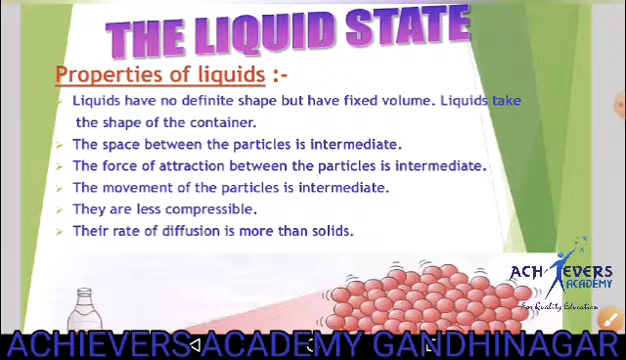 THE LIQUID STATE
Properties of liquids :-
Liquids have no definite shape but have fixed volume. Liquids take
the shape of the container.
The space between the particles is intermediate.
The force of attraction between the particles is intermediate.
The movement of the particles is intermediate.
They are less compressible.
Their rate of diffusion is more than solids.
ACHIEVERS
ACADEMY
For Quality Education
ACHIEVERS ACADEMY GANDHINAGAR